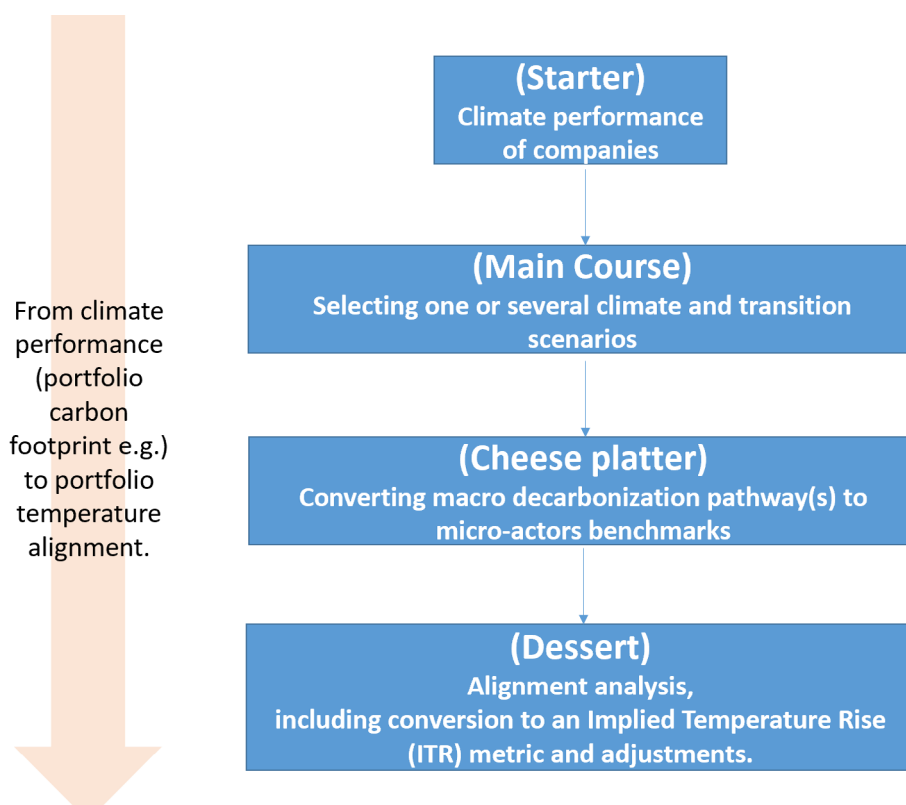 (Starter)
Climate performance
of companies
(Main Course)
Selecting one or several climate and transition
scenarios
From climate
performance
(portfolio
carbon
footprint e.g.)
to portfolio
temperature
alignment.
(Cheese platter)
Converting macro decarbonization pathway(s) to
micro-actors benchmarks
(Dessert)
Alignment analysis,
including conversion to an Implied Temperature Rise
(ITR) metric and adjustments.